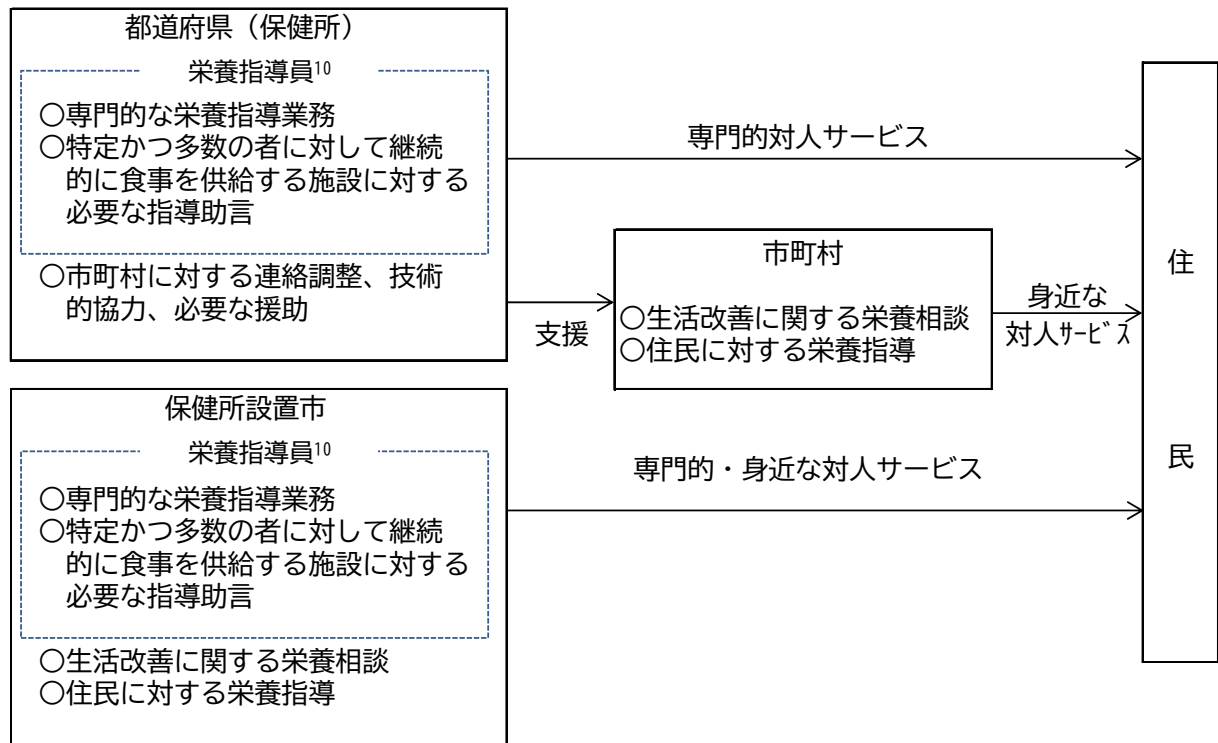 都道府県（保健所）
栄養指導員10
○専門的な栄養指導業務
○特定かつ多数の者に対して継続
的に食事を供給する施設に対する
必要な指導助言
○市町村に対する連絡調整、技術
的協力、必要な援助
専門的対人サービス
支援
市町村
○生活改善に関する栄養相談
○住民に対する栄養指導
身近な
対人ｻｰﾋﾞｽ
保健所設置市
栄養指導員10
○専門的な栄養指導業務
○特定かつ多数の者に対して継続
的に食事を供給する施設に対する
必要な指導助言
○生活改善に関する栄養相談
○住民に対する栄養指導
専門的・身近な対人サービス
住
民